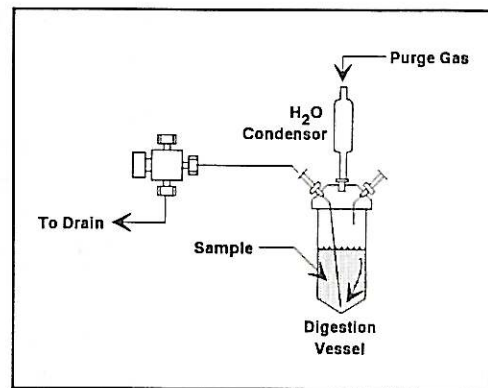 Purge Gas
H₂O
Condensor
To Drain
Sample
Digestion
Vessel